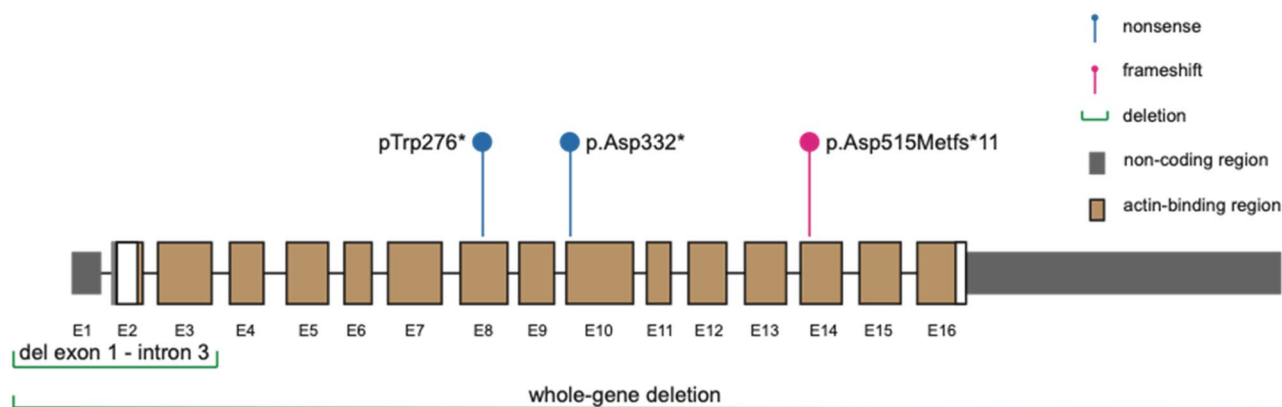 nonsense
frameshift
deletion
non-coding region
actin-binding region
pTrp276*
p.Asp332*
p.Asp515Metfs*11
E1 E2 E3 E4 E5 E6 E7 E8 E9 E10 E11 E12 E13 E14 E15 E16
del exon 1 - intron 3
whole-gene deletion